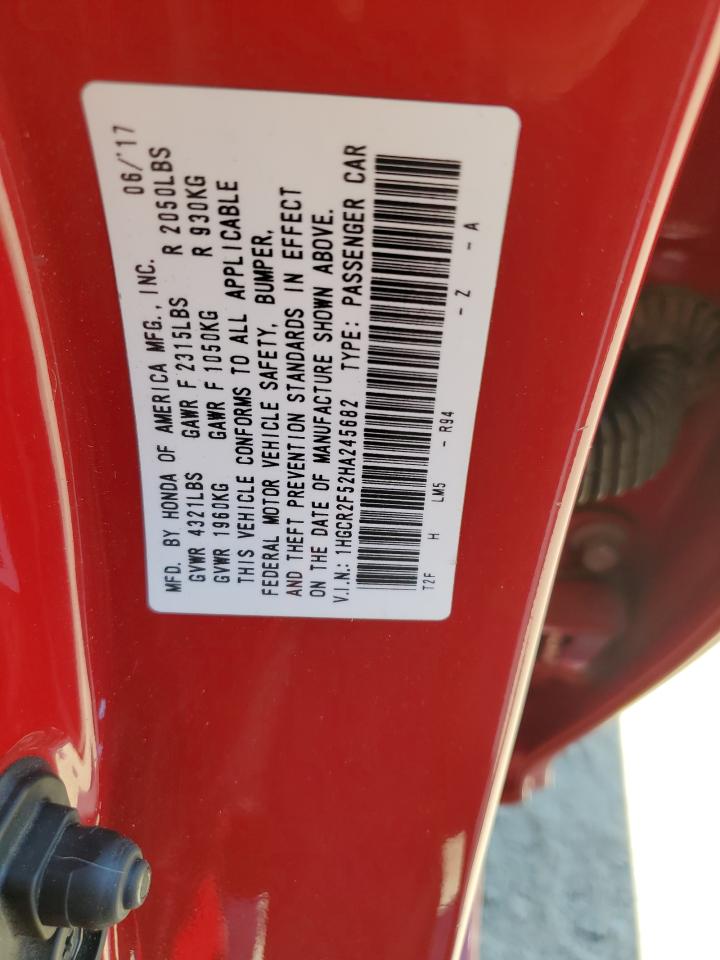 MFD. BY HONDA OF AMERICA MFG., INC. 06/'17
GVWR 4321LBS GAWR F 2315LBS R 2050LBS
GVWR 1960KG GAWR F 1050KG R 930KG
THIS VEHICLE CONFORMS TO ALL APPLICABLE
FEDERAL MOTOR VEHICLE SAFETY, BUMPER,
AND THEFT PREVENTION STANDARDS IN EFFECT
ON THE DATE OF MANUFACTURE SHOWN ABOVE.
V.I.N.: 1HGCR2F52HA245682 TYPE: PASSENGER CAR
T2F H LM5 - R94 - Z - A